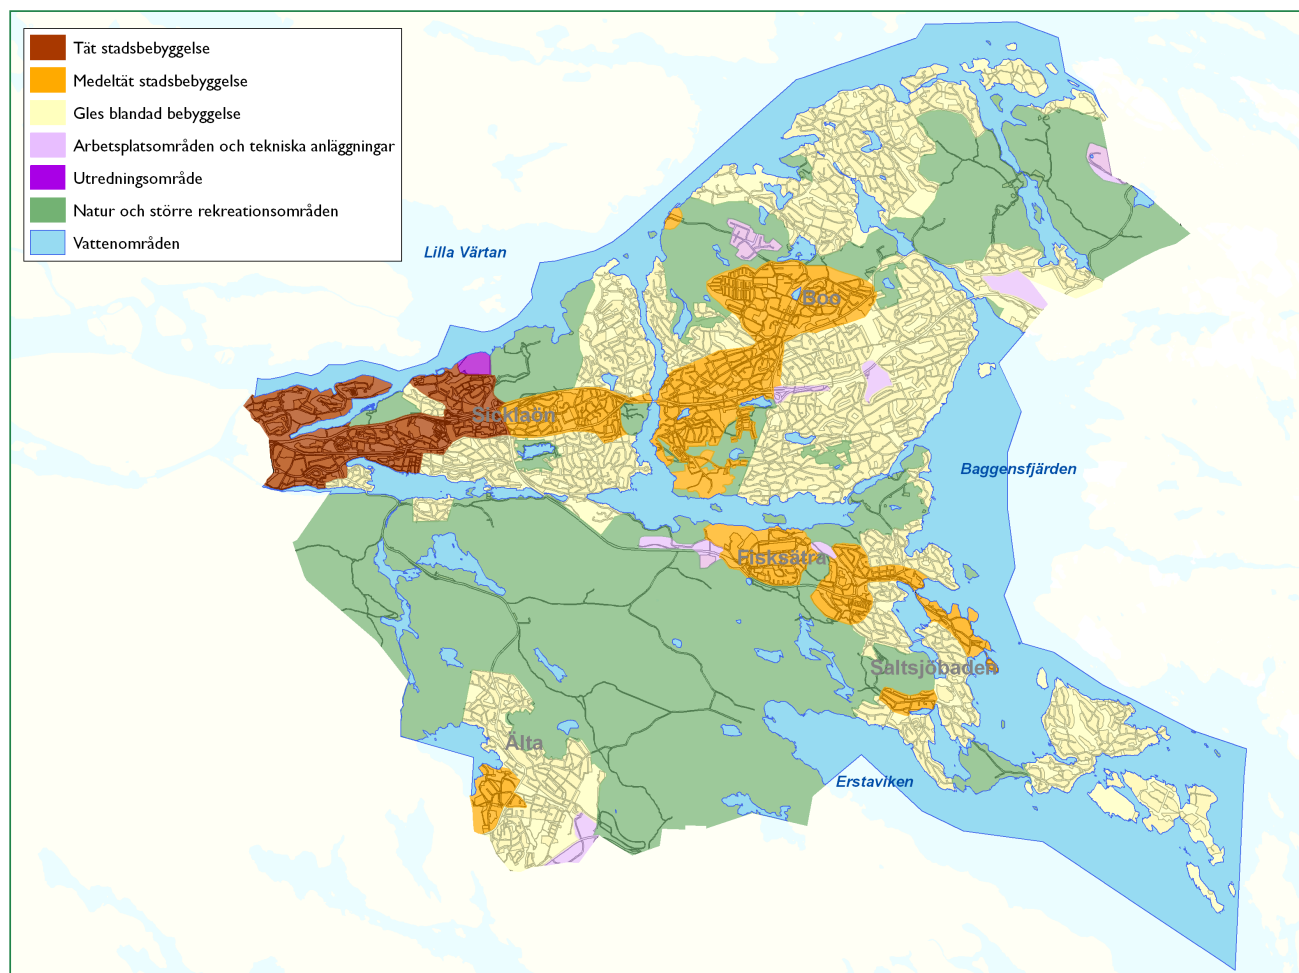 Tät stadsbebyggelse
Medeltät stadsbebyggelse
Gles blandad bebyggelse
Arbetsplatsområden och tekniska anläggningar
Utredningsområde
Natur och större rekreationsområden
Vattenområden
Lilla Värtan
Boo
Sicklaön
Baggensfjärden
Fisksätra
Saltsjöbaden
Älta
Erstaviken